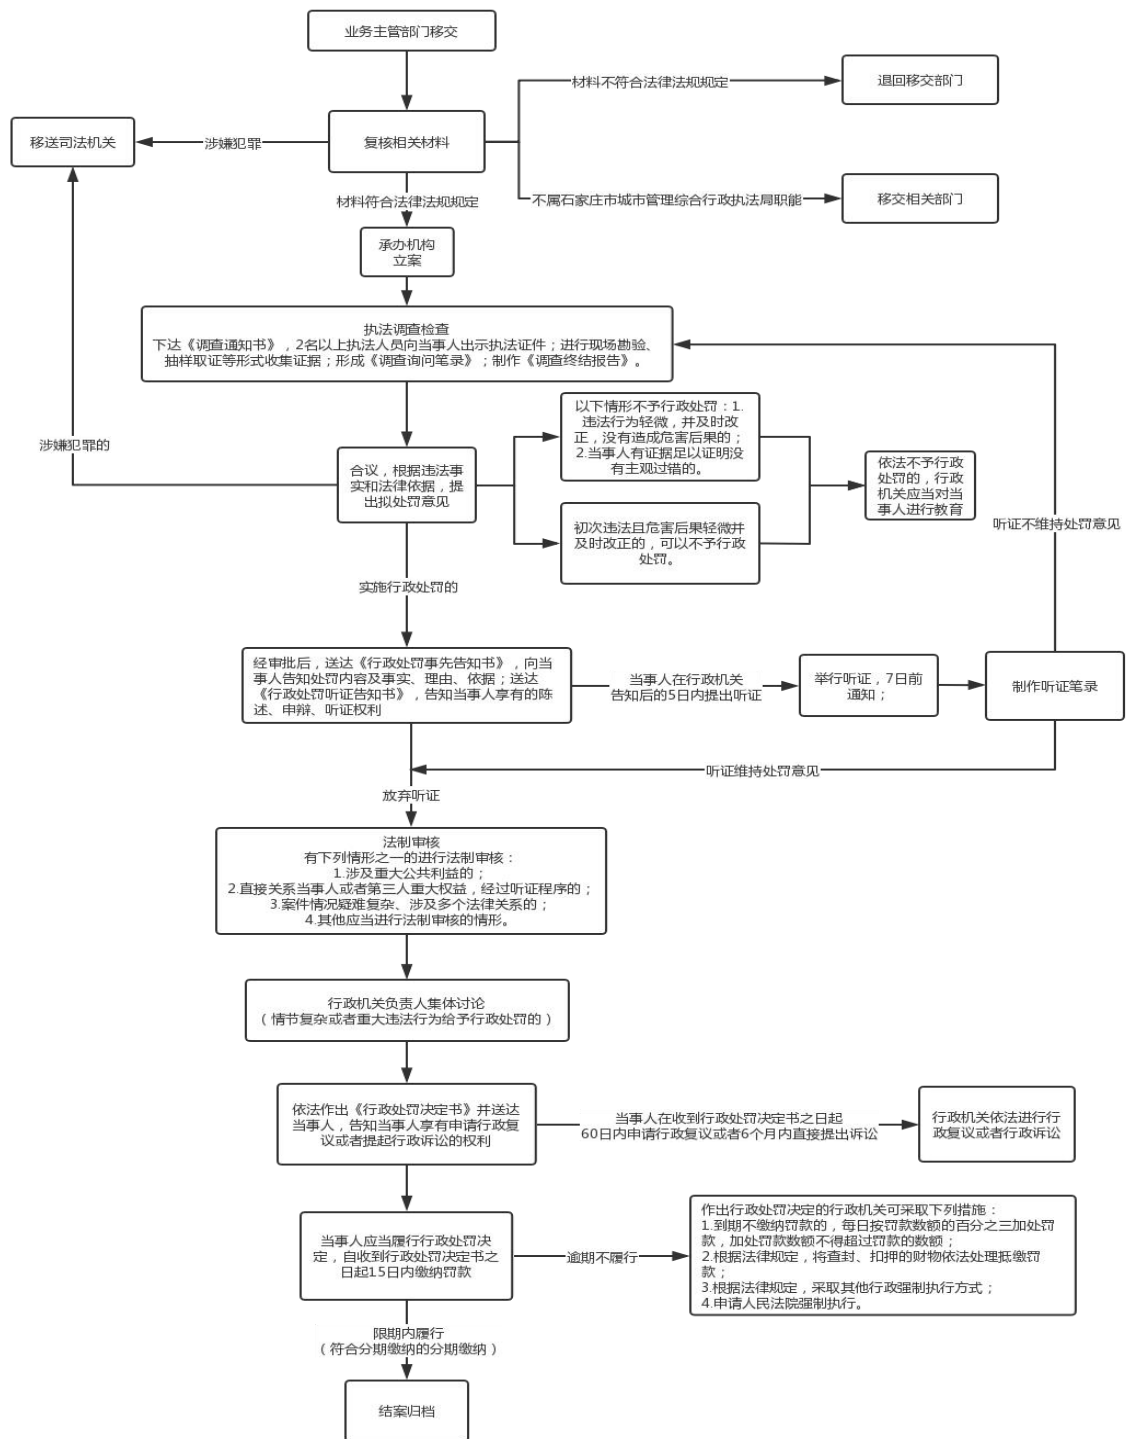 业务主管部门移交
材料不符合法律法规规定
退回移交部门
移送司法机关
涉嫌犯罪
复核相关材料
不属石家庄市城市管理综合行政执法局职能
移交相关部门
材料符合法律法规规定
承办机构
立案
执法调查检查
下达《调查通知书》，2名以上执法人员向当事人出示执法证件；进行现场勘验、
抽样取证等形式收集证据；形成《调查询问笔录》；制作《调查终结报告》。
涉嫌犯罪的
合议，根据违法事
实和法律依据，提
出拟处罚意见
以下情形不予行政处罚：1.
违法行为轻微，并及时改
正，没有造成危害后果的；
2.当事人有证据足以证明没
有主观过错的。
初次违法且危害后果轻微并
及时改正的，可以不予行政
处罚。
依法不予行政
处罚的，行政
机关应当对当
事人进行教育
听证不维持处罚意见
实施行政处罚的
经审批后，送达《行政处罚事先告知书》，向当
事人告知处罚内容及事实、理由、依据；送达
《行政处罚听证告知书》，告知当事人享有的陈
述、申辩、听证权利
当事人在行政机关
告知后的5日内提出听证
举行听证，7日前
通知；
制作听证笔录
听证维持处罚意见
放弃听证
法制审核
有下列情形之一的进行法制审核：
1.涉及重大公共利益的；
2.直接关系当事人或者第三人重大权益，经过听证程序的；
3.案件情况疑难复杂、涉及多个法律关系的；
4.其他应当进行法制审核的情形。
行政机关负责人集体讨论
（情节复杂或者重大违法行为给予行政处罚的）
依法作出《行政处罚决定书》并送达
当事人，告知当事人享有申请行政复
议或者提起行政诉讼的权利
当事人在收到行政处罚决定书之日起
60日内申请行政复议或者6个月内直接提出诉讼
行政机关依法进行行
政复议或者行政诉讼
当事人应当履行行政处罚决
定，自收到行政处罚决定书之
日起15日内缴纳罚款
逾期不履行
作出行政处罚决定的行政机关可采取下列措施：
1.到期不缴纳罚款的，每日按罚款数额的百分之三加处罚
款，加处罚款数额不得超过罚款的数额；
2.根据法律规定，将查封、扣押的财物依法处理抵缴罚
款；
3.根据法律规定，采取其他行政强制执行方式；
4.申请人民法院强制执行。
限期内履行
（符合分期缴纳的分期缴纳）
结案归档